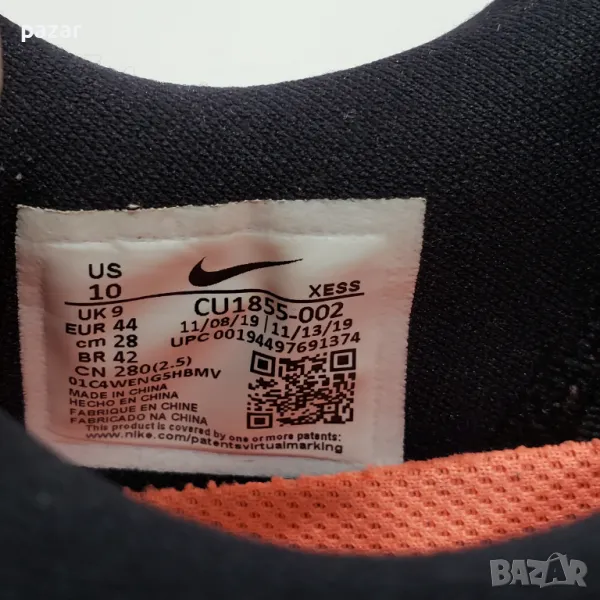 pazar
US
10
UK 9
EUR 44
cm 28
BR 42
CN 280(2.5)
01C4WENG5HBMV
MADE IN CHINA
HECHO EN CHINA
FABRIQUE EN CHINE
FABRICADO NA CHINA
XESS
CU1855-002
11/08/19 11/13/19
UPC 00194497691374
This product is covered by one or more patents:
www.nike.com/patentsvirtualmarking
BAZAR